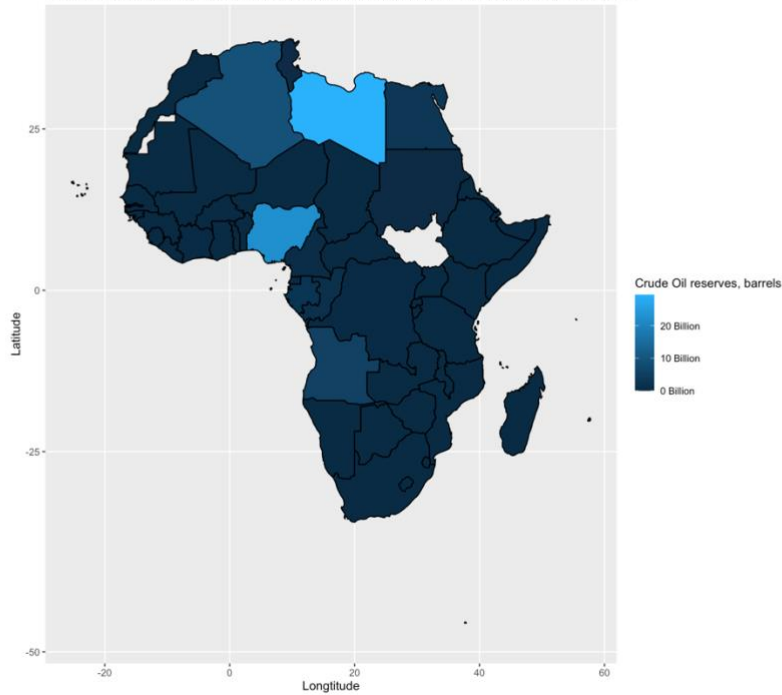 Crude Oil reserves, barrels
20 Billion
10 Billion
0 Billion
Latitude
25
0
-25
-50
-20
0
20
40
60
Longtitude